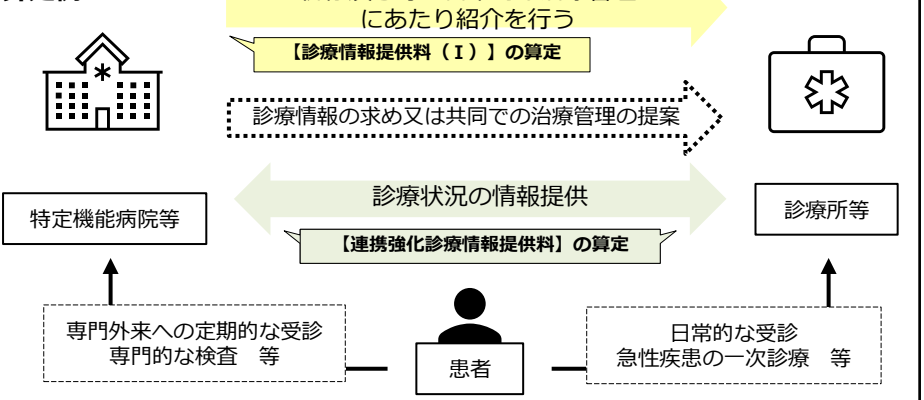 にあたり紹介を行う
【診療情報提供料（Ⅰ）】の算定
診療情報の求め又は共同での治療管理の提案
診療状況の情報提供
特定機能病院等
診療所等
【連携強化診療情報提供料】の算定
専門外来への定期的な受診
専門的な検査　等
日常的な受診
急性疾患の一次診療　等
患者